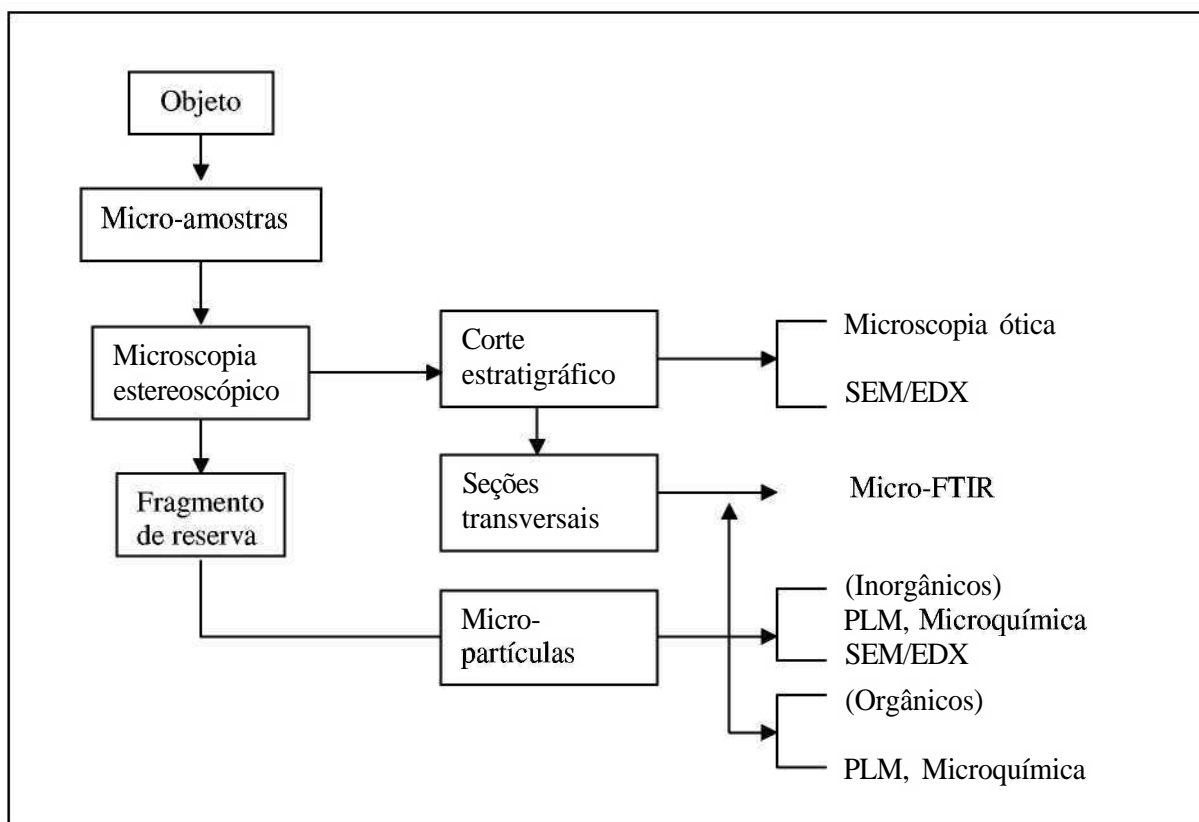 Objeto
Micro-amostras
Microscopia
estereoscópico
Corte
estratigráfico
Microscopia ótica
SEM/EDX
Fragmento
de reserva
Seções
transversais
Micro-FTIR
Micro-
partículas
(Inorgânicos)
PLM, Microquímica
SEM/EDX
(Orgânicos)
PLM, Microquímica